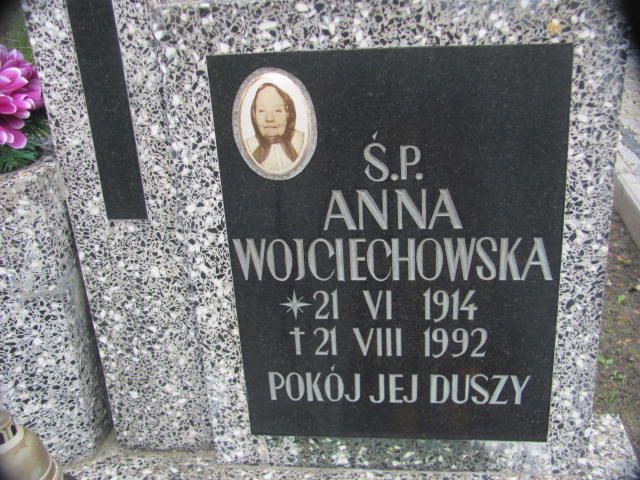 Ś.P.
ANNA
WOJCIECHOWSKA
* 21 VI 1914
† 21 VIII 1992
POKÓJ JEJ DUSZY